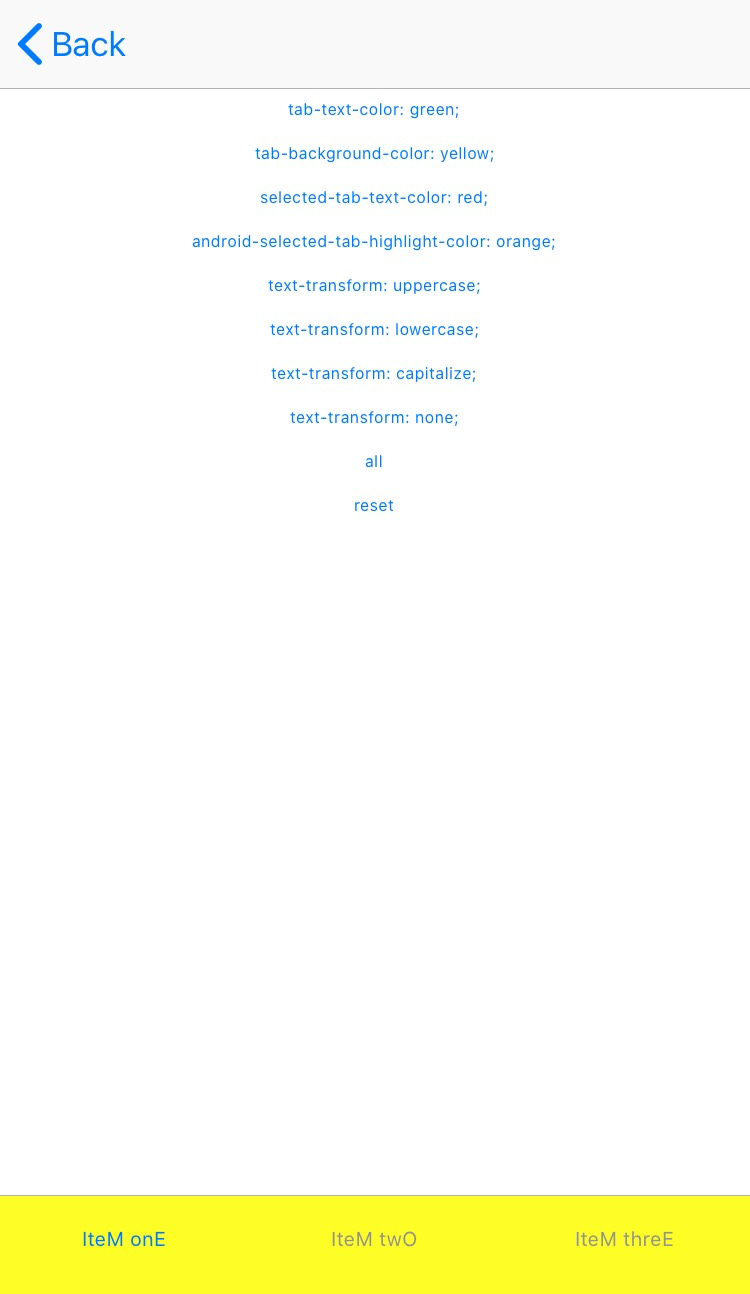 Back
tab-text-color: green;
tab-background-color: yellow;
selected-tab-text-color: red;
android-selected-tab-highlight-color: orange;
text-transform: uppercase;
text-transform: lowercase;
text-transform: capitalize;
text-transform: none;
all
reset
IteM onE IteM twO IteM threE